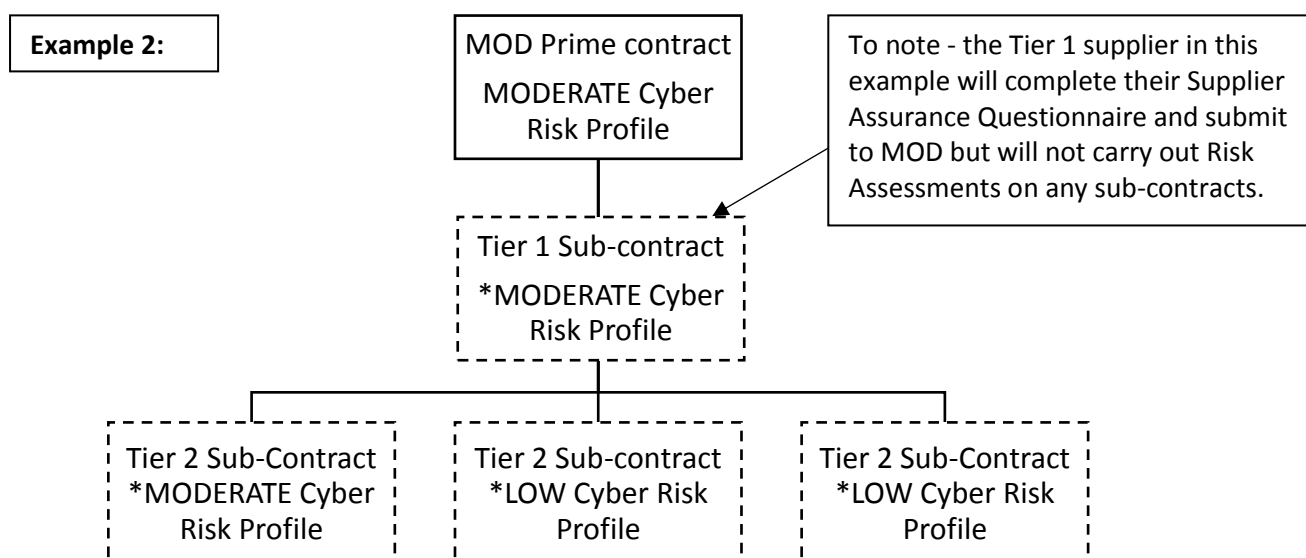 Example 2:
MOD Prime contract
MODERATE Cyber
Risk Profile
To note - the Tier 1 supplier in this
example will complete their Supplier
Assurance Questionnaire and submit
to MOD but will not carry out Risk
Assessments on any sub-contracts.
Tier 1 Sub-contract
*MODERATE Cyber
Risk Profile
Tier 2 Sub-Contract
*MODERATE Cyber
Risk Profile
Tier 2 Sub-contract
*LOW Cyber Risk
Profile
Tier 2 Sub-Contract
*LOW Cyber Risk
Profile